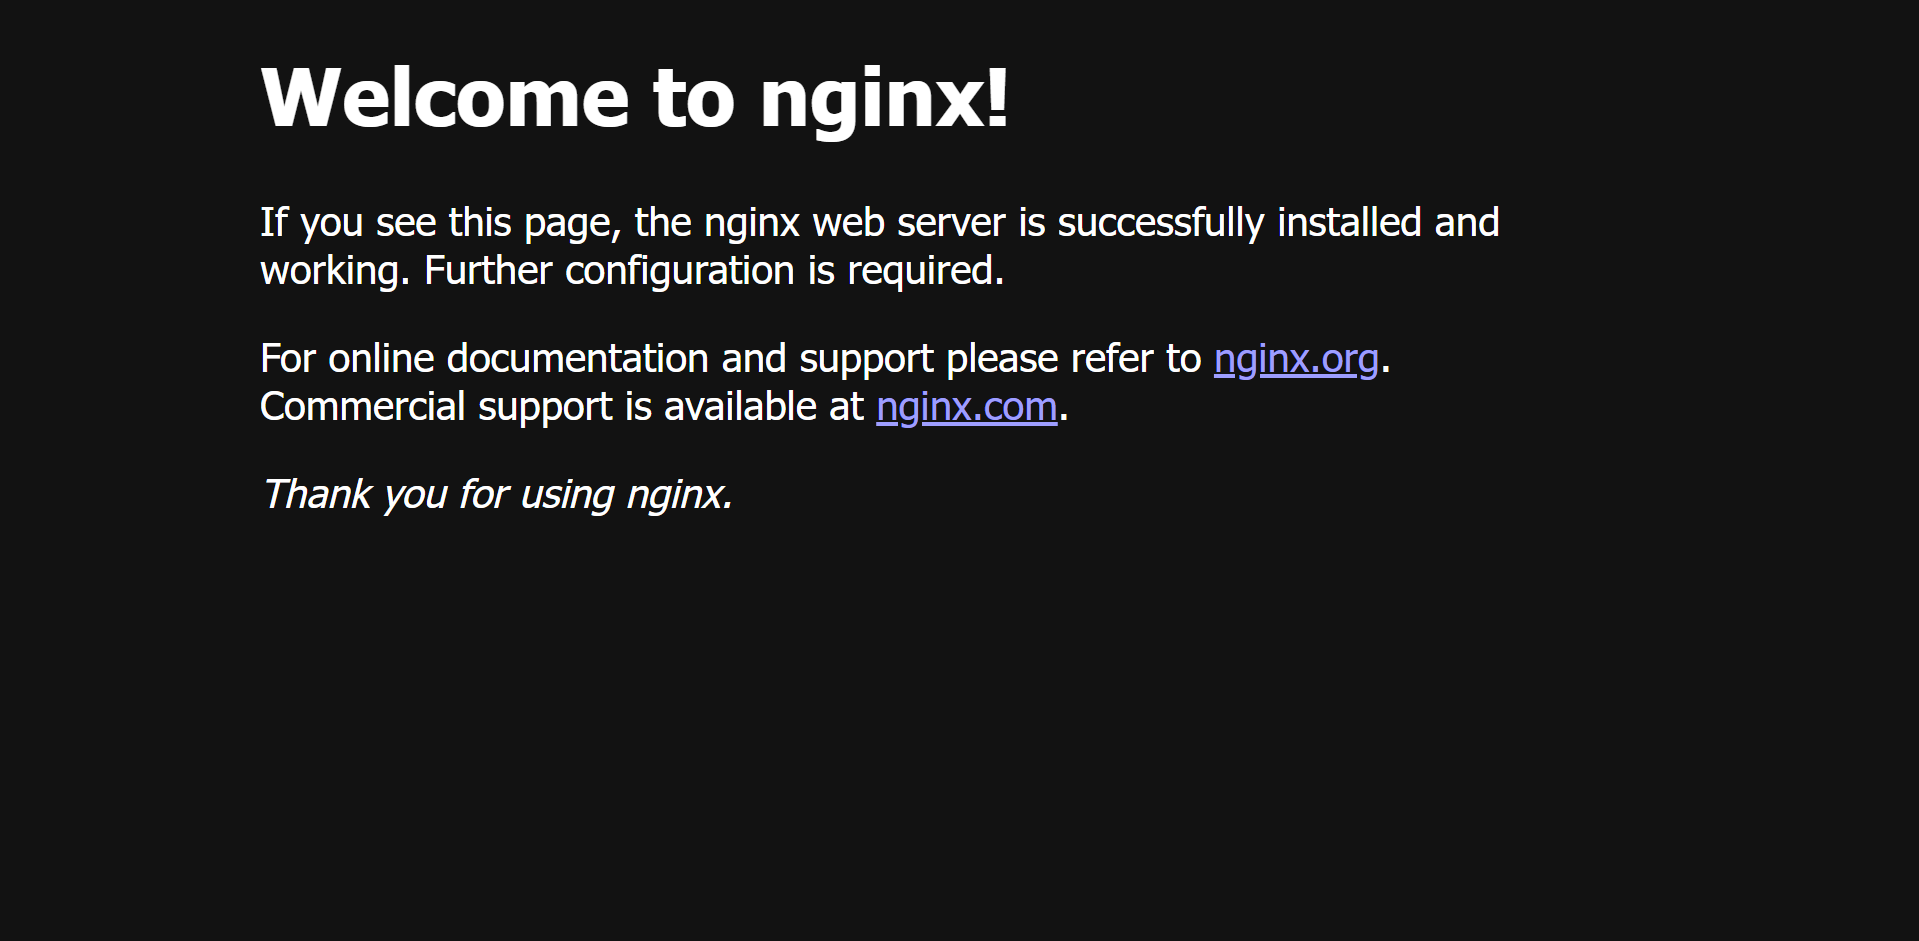 Welcome to nginx!
If you see this page, the nginx web server is successfully installed and
working. Further configuration is required.
For online documentation and support please refer to nginx.org.
Commercial support is available at nginx.com.
Thank you for using nginx.